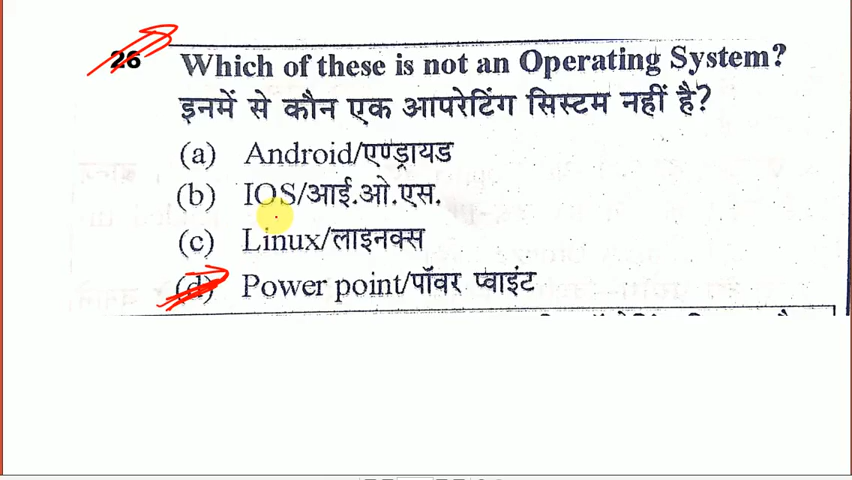 26 Which of these is not an Operating System?
इनमें से कौन एक आपरेटिंग सिस्टम नहीं है?
(a) Android/एण्ड्रायड
(b) IOS/आई.ओ.एस.
(c) Linux/लाइनक्स
(d) Power point/पॉवर प्वाइंट